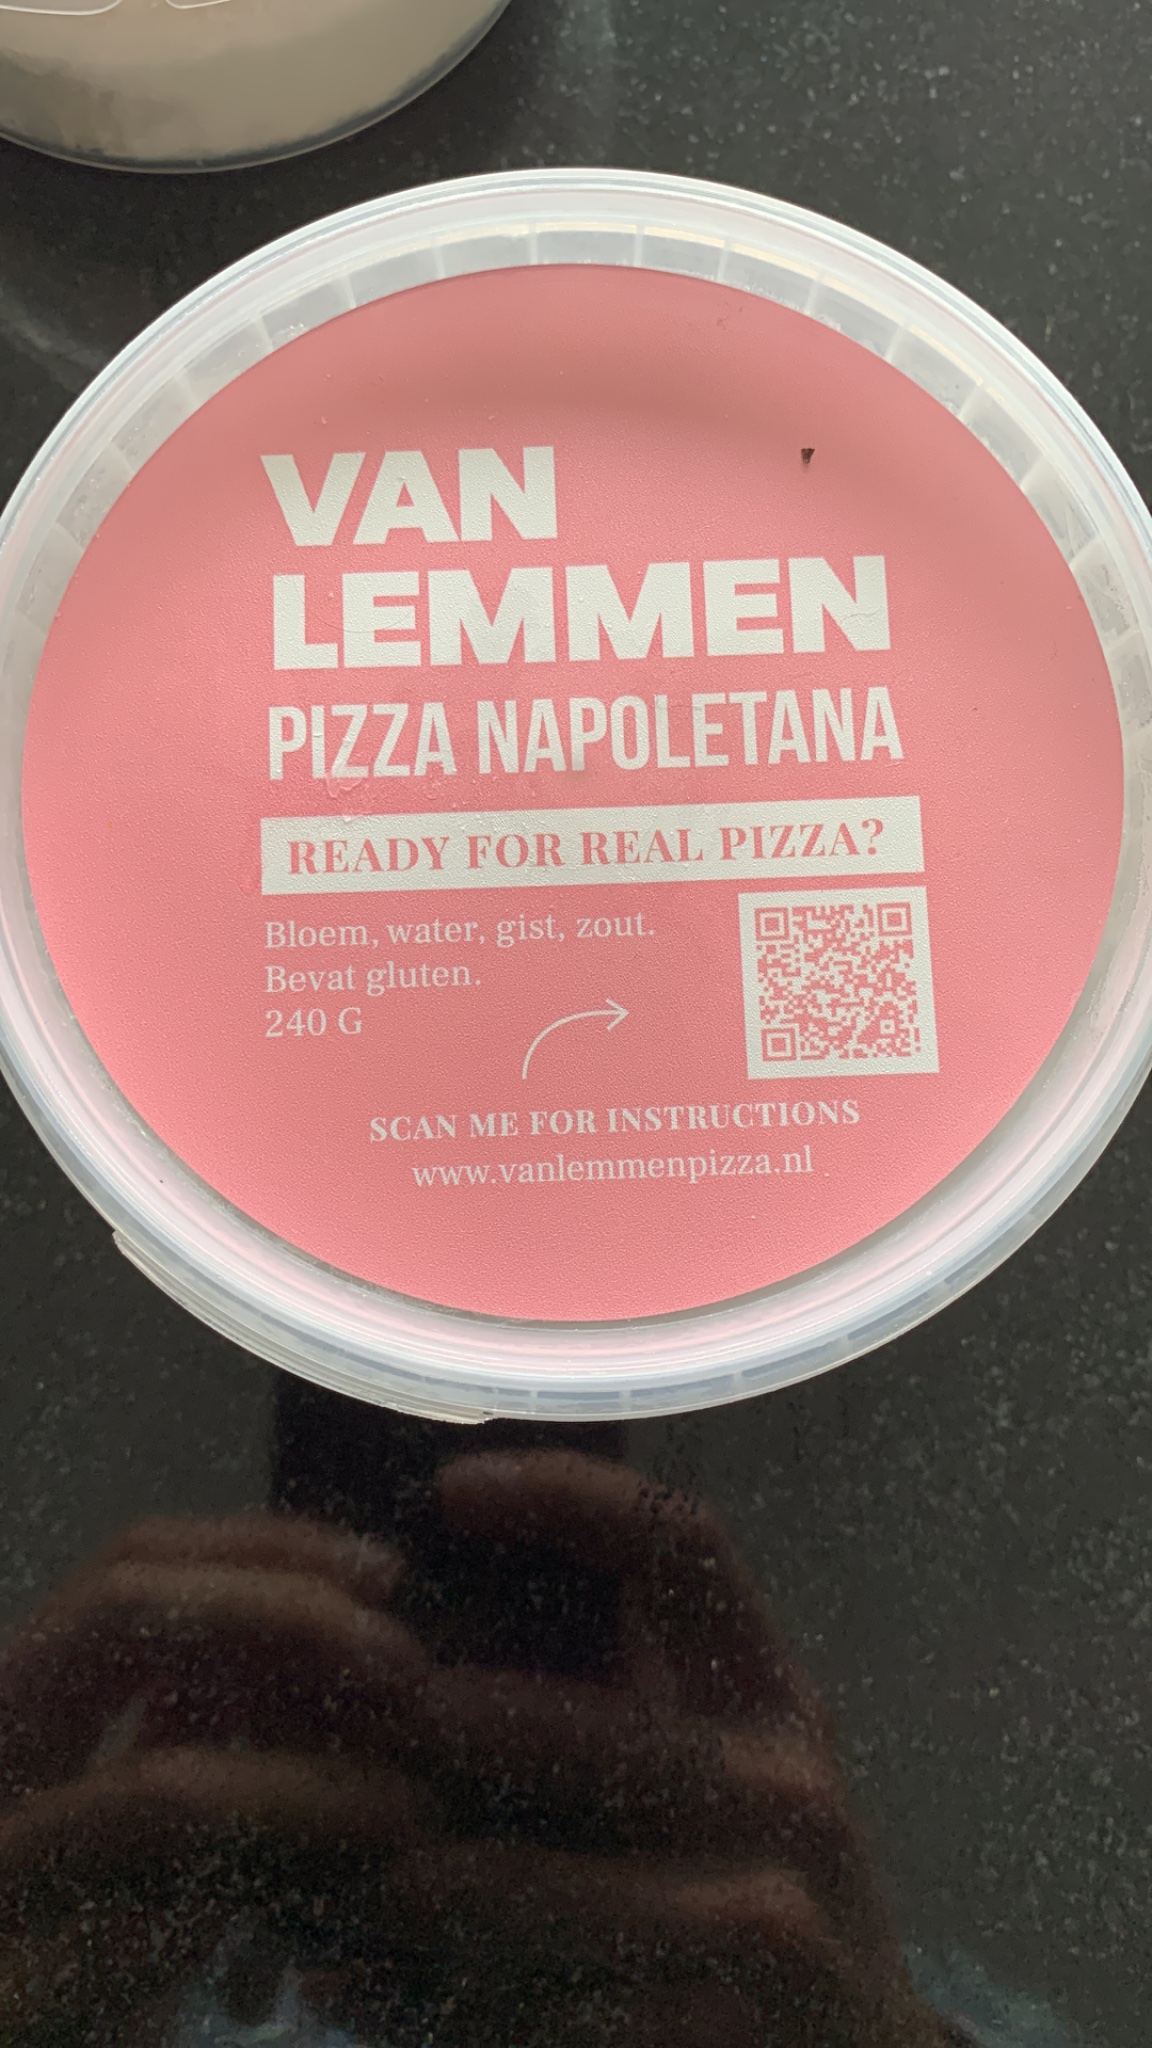 VAN
LEMMEN
PIZZA NAPOLETANA
READY FOR REAL PIZZA?
Bloem, water, gist, zout.
Bevat gluten.
240 G
SCAN ME FOR INSTRUCTIONS
www.vanlemmenpizza.nl